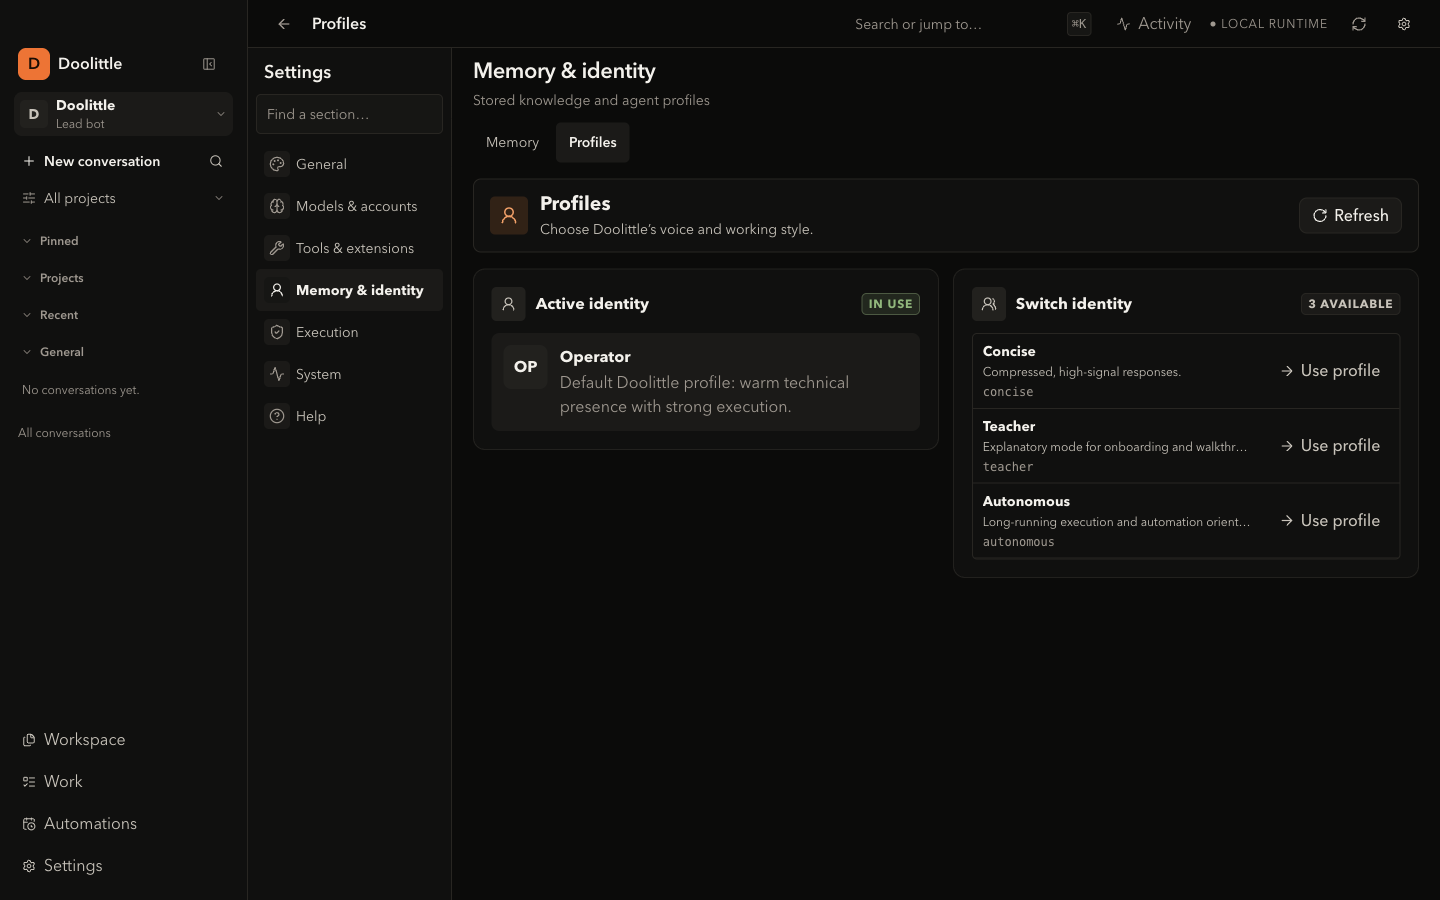 Profiles
Search or jump to…
⌘K
Activity
LOCAL RUNTIME
D
Doolittle
D
Doolittle
Lead bot
New conversation
All projects
Pinned
Projects
Recent
General
No conversations yet.
All conversations
Workspace
Work
Automations
Settings
Settings
Find a section…
General
Models & accounts
Tools & extensions
Memory & identity
Execution
System
Help
Memory & identity
Stored knowledge and agent profiles
Memory
Profiles
Profiles
Choose Doolittle's voice and working style.
Refresh
Active identity
IN USE
OP
Operator
Default Doolittle profile: warm technical
presence with strong execution.
Switch identity
3 AVAILABLE
Concise
Compressed, high-signal responses.
concise
Use profile
Teacher
Explanatory mode for onboarding and walkthr…
teacher
Use profile
Autonomous
Long-running execution and automation orient…
autonomous
Use profile